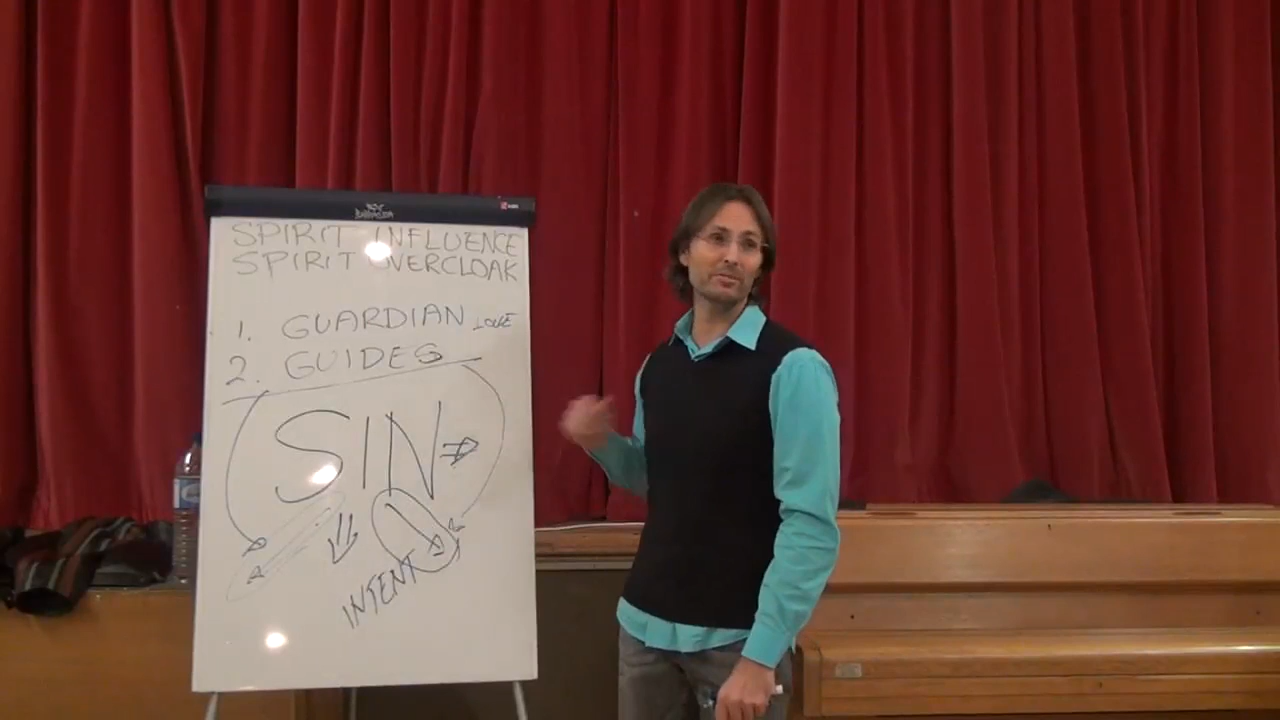 SPIRIT INFLUENCE
SPIRIT OVERCLOAK
1. GUARDIAN LOVE
2. GUIDES
SIN
INTENT